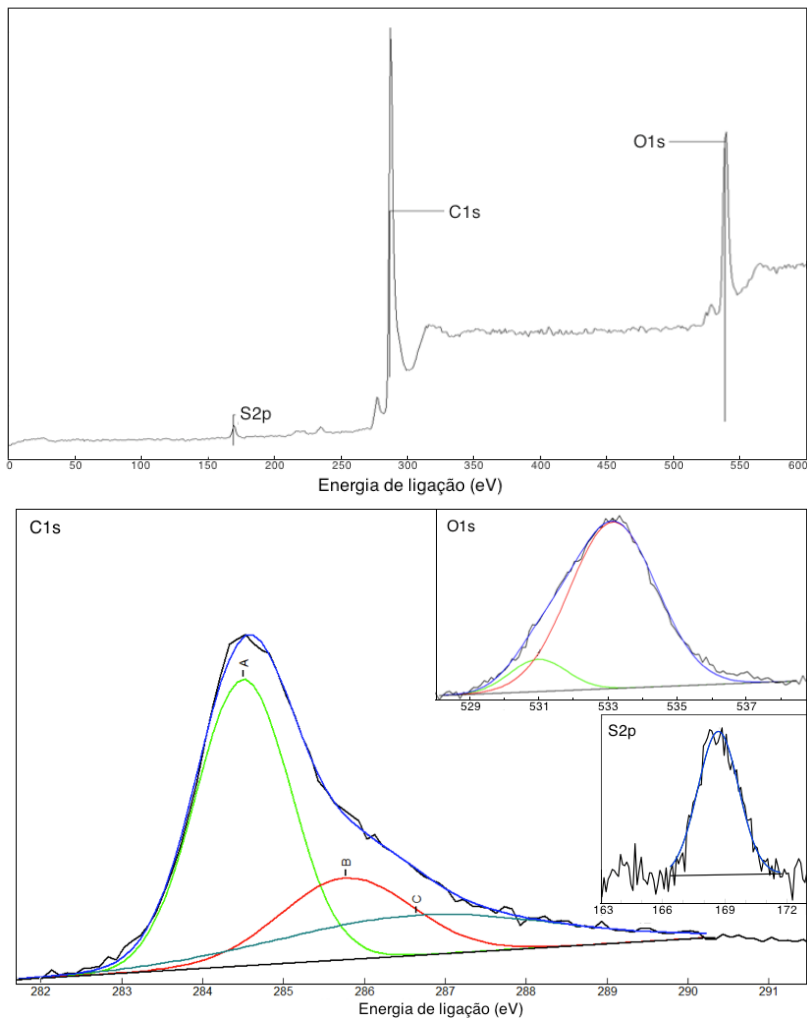 O1s
C1s
S2p
0 50 100 150 200 250 300 350 400 450 500 550 600
Energia de ligação (eV)
C1s
O1s
A
529 531 533 535 537
S2p
B
C
163 166 169 172
282 283 284 285 286 287 288 289 290 291
Energia de ligação (eV)